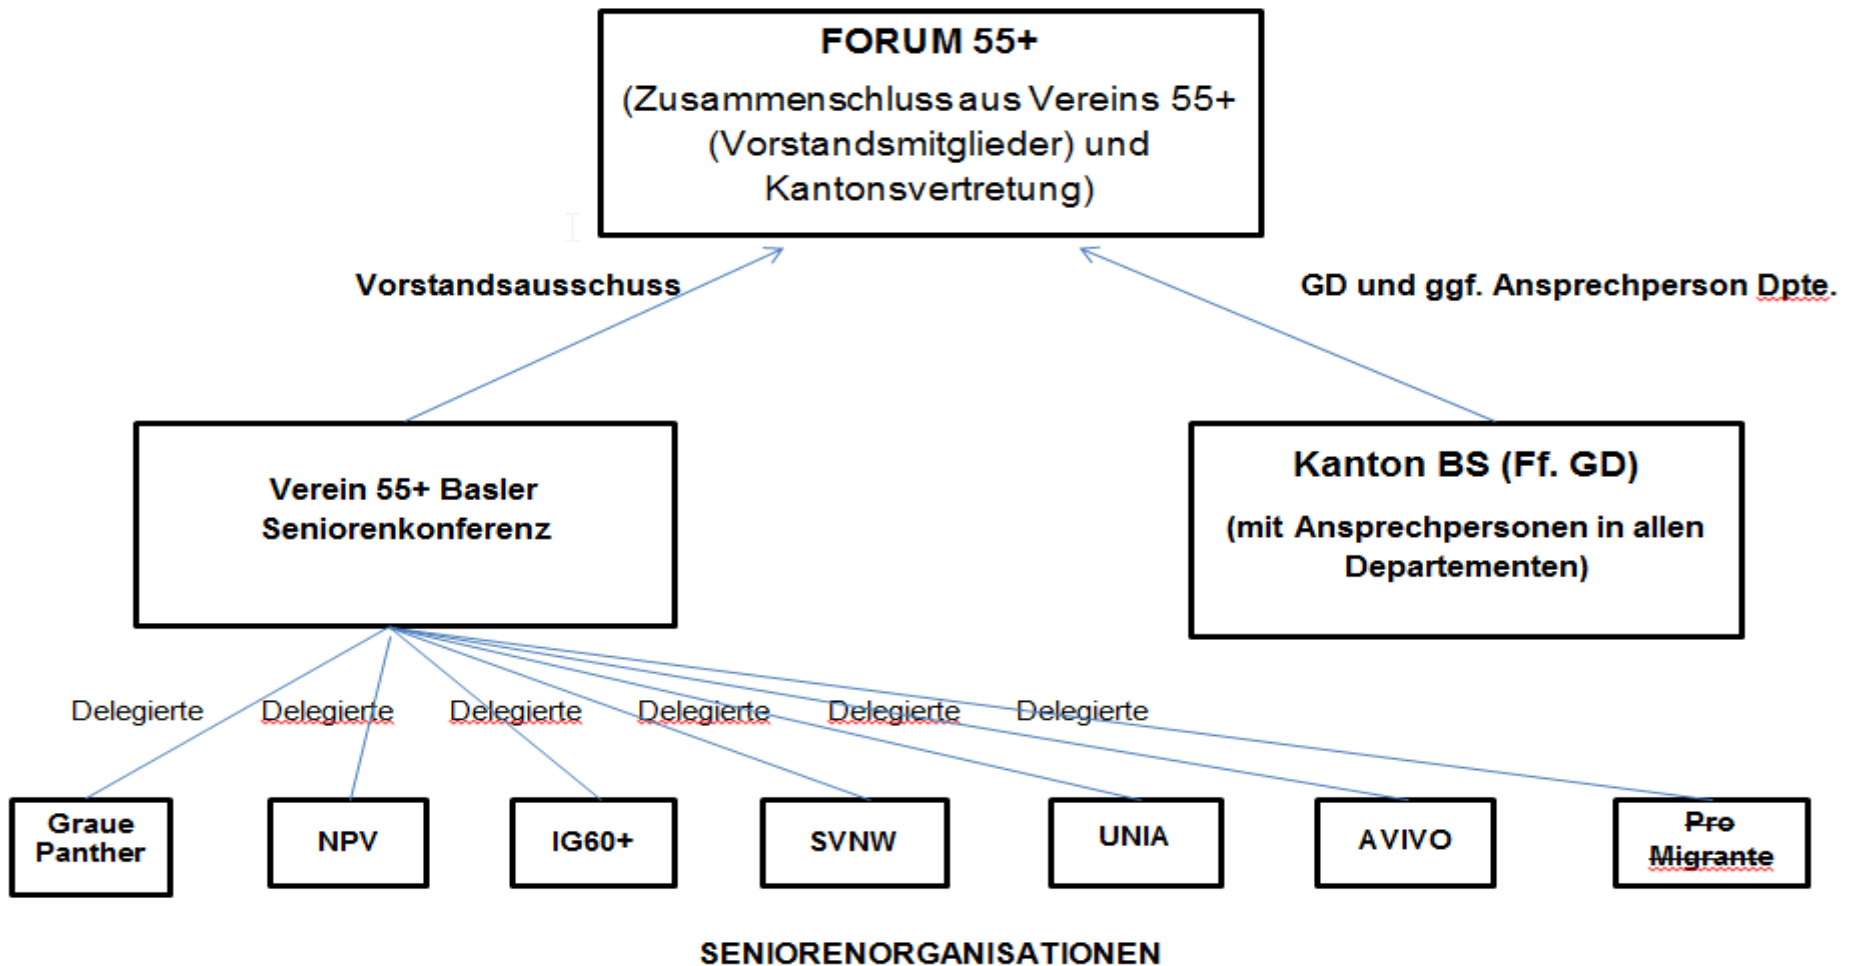 FORUM 55+
(Zusammenschluss aus Vereins 55+
(Vorstandsmitglieder) und
Kantonsvertretung)
Vorstandsausschuss
GD und ggf. Ansprechperson Dpte.
Verein 55+ Basler
Seniorenkonferenz
Kanton BS (Ff. GD)
(mit Ansprechpersonen in allen
Departementen)
Delegierte
Delegierte
Delegierte
Delegierte
Delegierte
Delegierte
Graue
Panther
NPV
IG60+
SVNW
UNIA
AVIVO
Pro
Migrante
SENIORENORGANISATIONEN